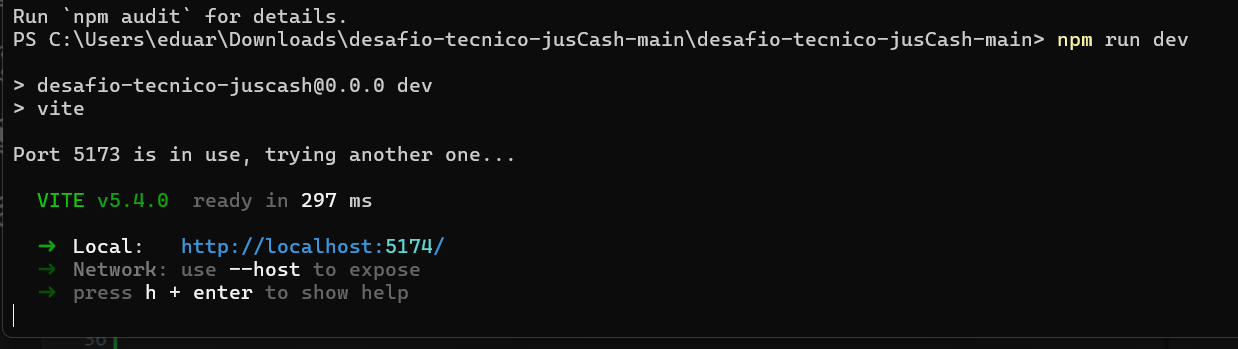 Run `npm audit` for details.
PS C:\Users\eduar\Downloads\desafio-tecnico-jusCash-main\desafio-tecnico-jusCash-main> npm run dev
> desafio-tecnico-juscash@0.0.0 dev
> vite
Port 5173 is in use, trying another one...
VITE v5.4.0 ready in 297 ms
➜ Local: http://localhost:5174/
➜ Network: use --host to expose
➜ press h + enter to show help
36